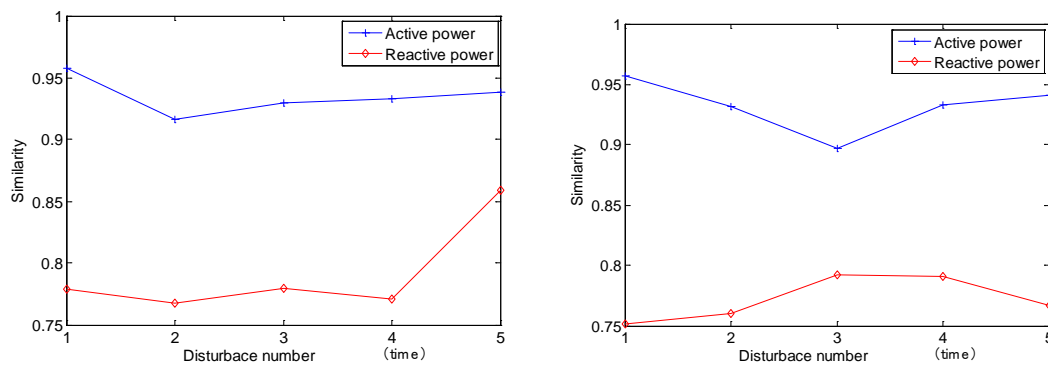 1
Active power
Reactive power
0.95
0.9
Similarity
0.85
0.8
0.75
1 2 3 4 5
Disturbace number （time）
1
Active power
Reactive power
0.95
0.9
Similarity
0.85
0.8
0.75
1 2 3 4 5
Disturbace number （time）